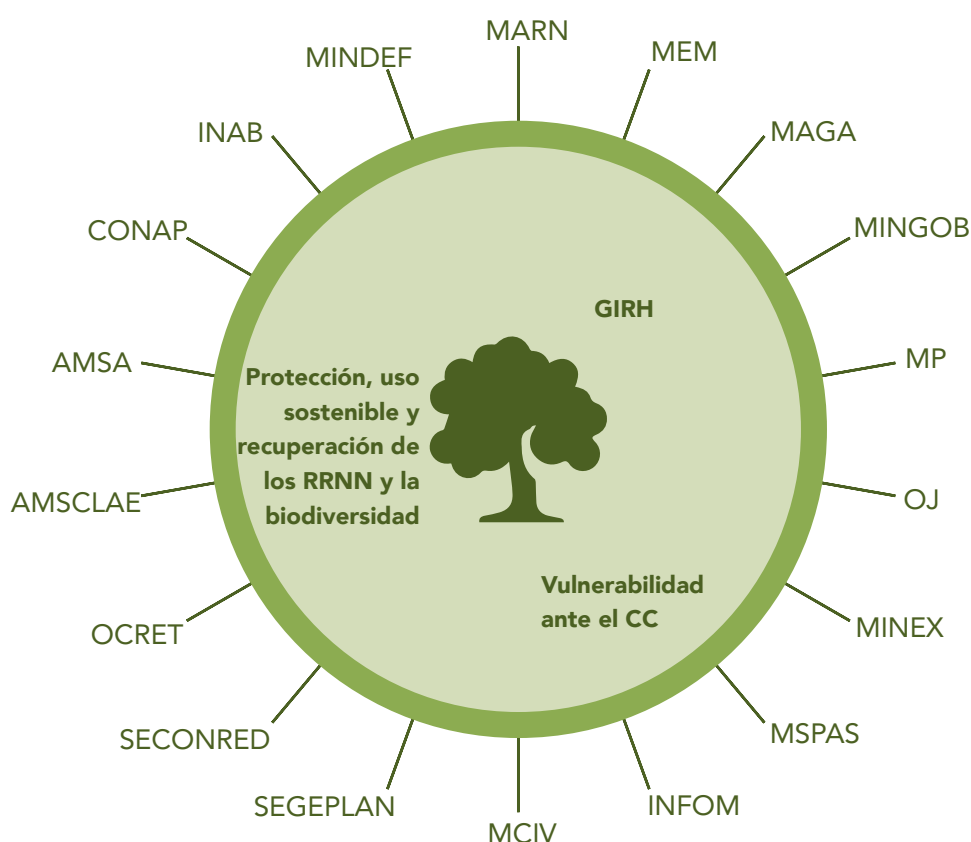 MARN
MINDEF
MEM
INAB
MAGA
CONAP
MINGOB
GIRH
AMSA
MP
Protección, uso
sostenible y
recuperación de
los RRNN y la
biodiversidad
AMSCLAE
OJ
Vulnerabilidad
ante el CC
OCRET
MINEX
SECONRED
MSPAS
SEGEPLAN
INFOM
MCIV